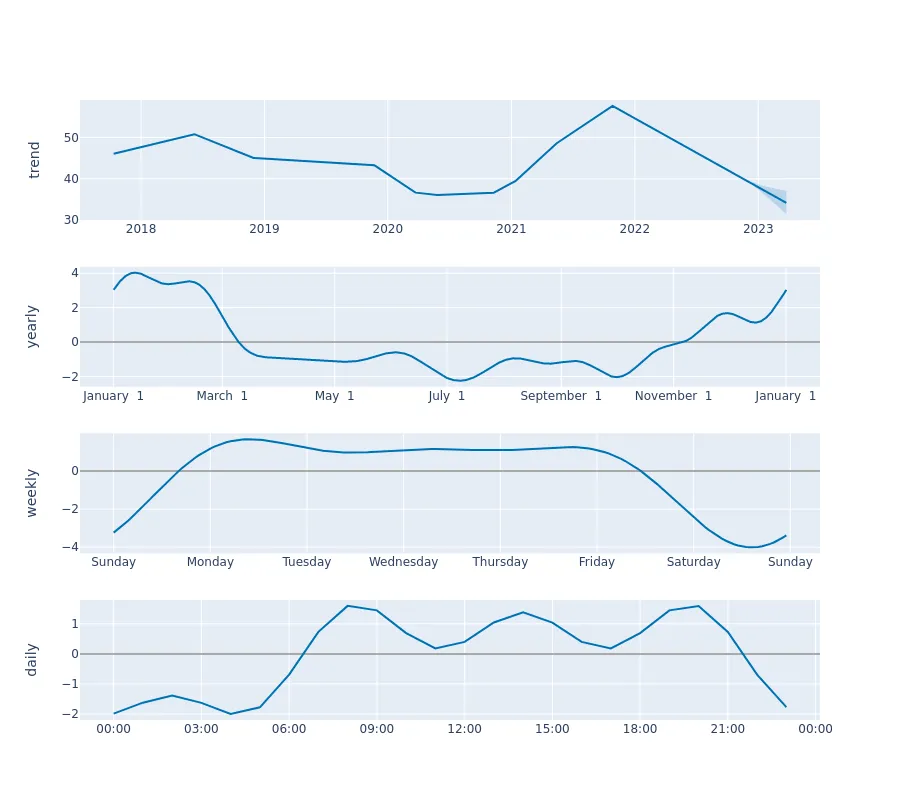 trend
50
40
30
2018 2019 2020 2021 2022 2023
yearly
4
2
0
−2
January 1 March 1 May 1 July 1 September 1 November 1 January 1
weekly
0
−2
−4
Sunday Monday Tuesday Wednesday Thursday Friday Saturday Sunday
daily
1
0
−1
−2
00:00 03:00 06:00 09:00 12:00 15:00 18:00 21:00 00:00